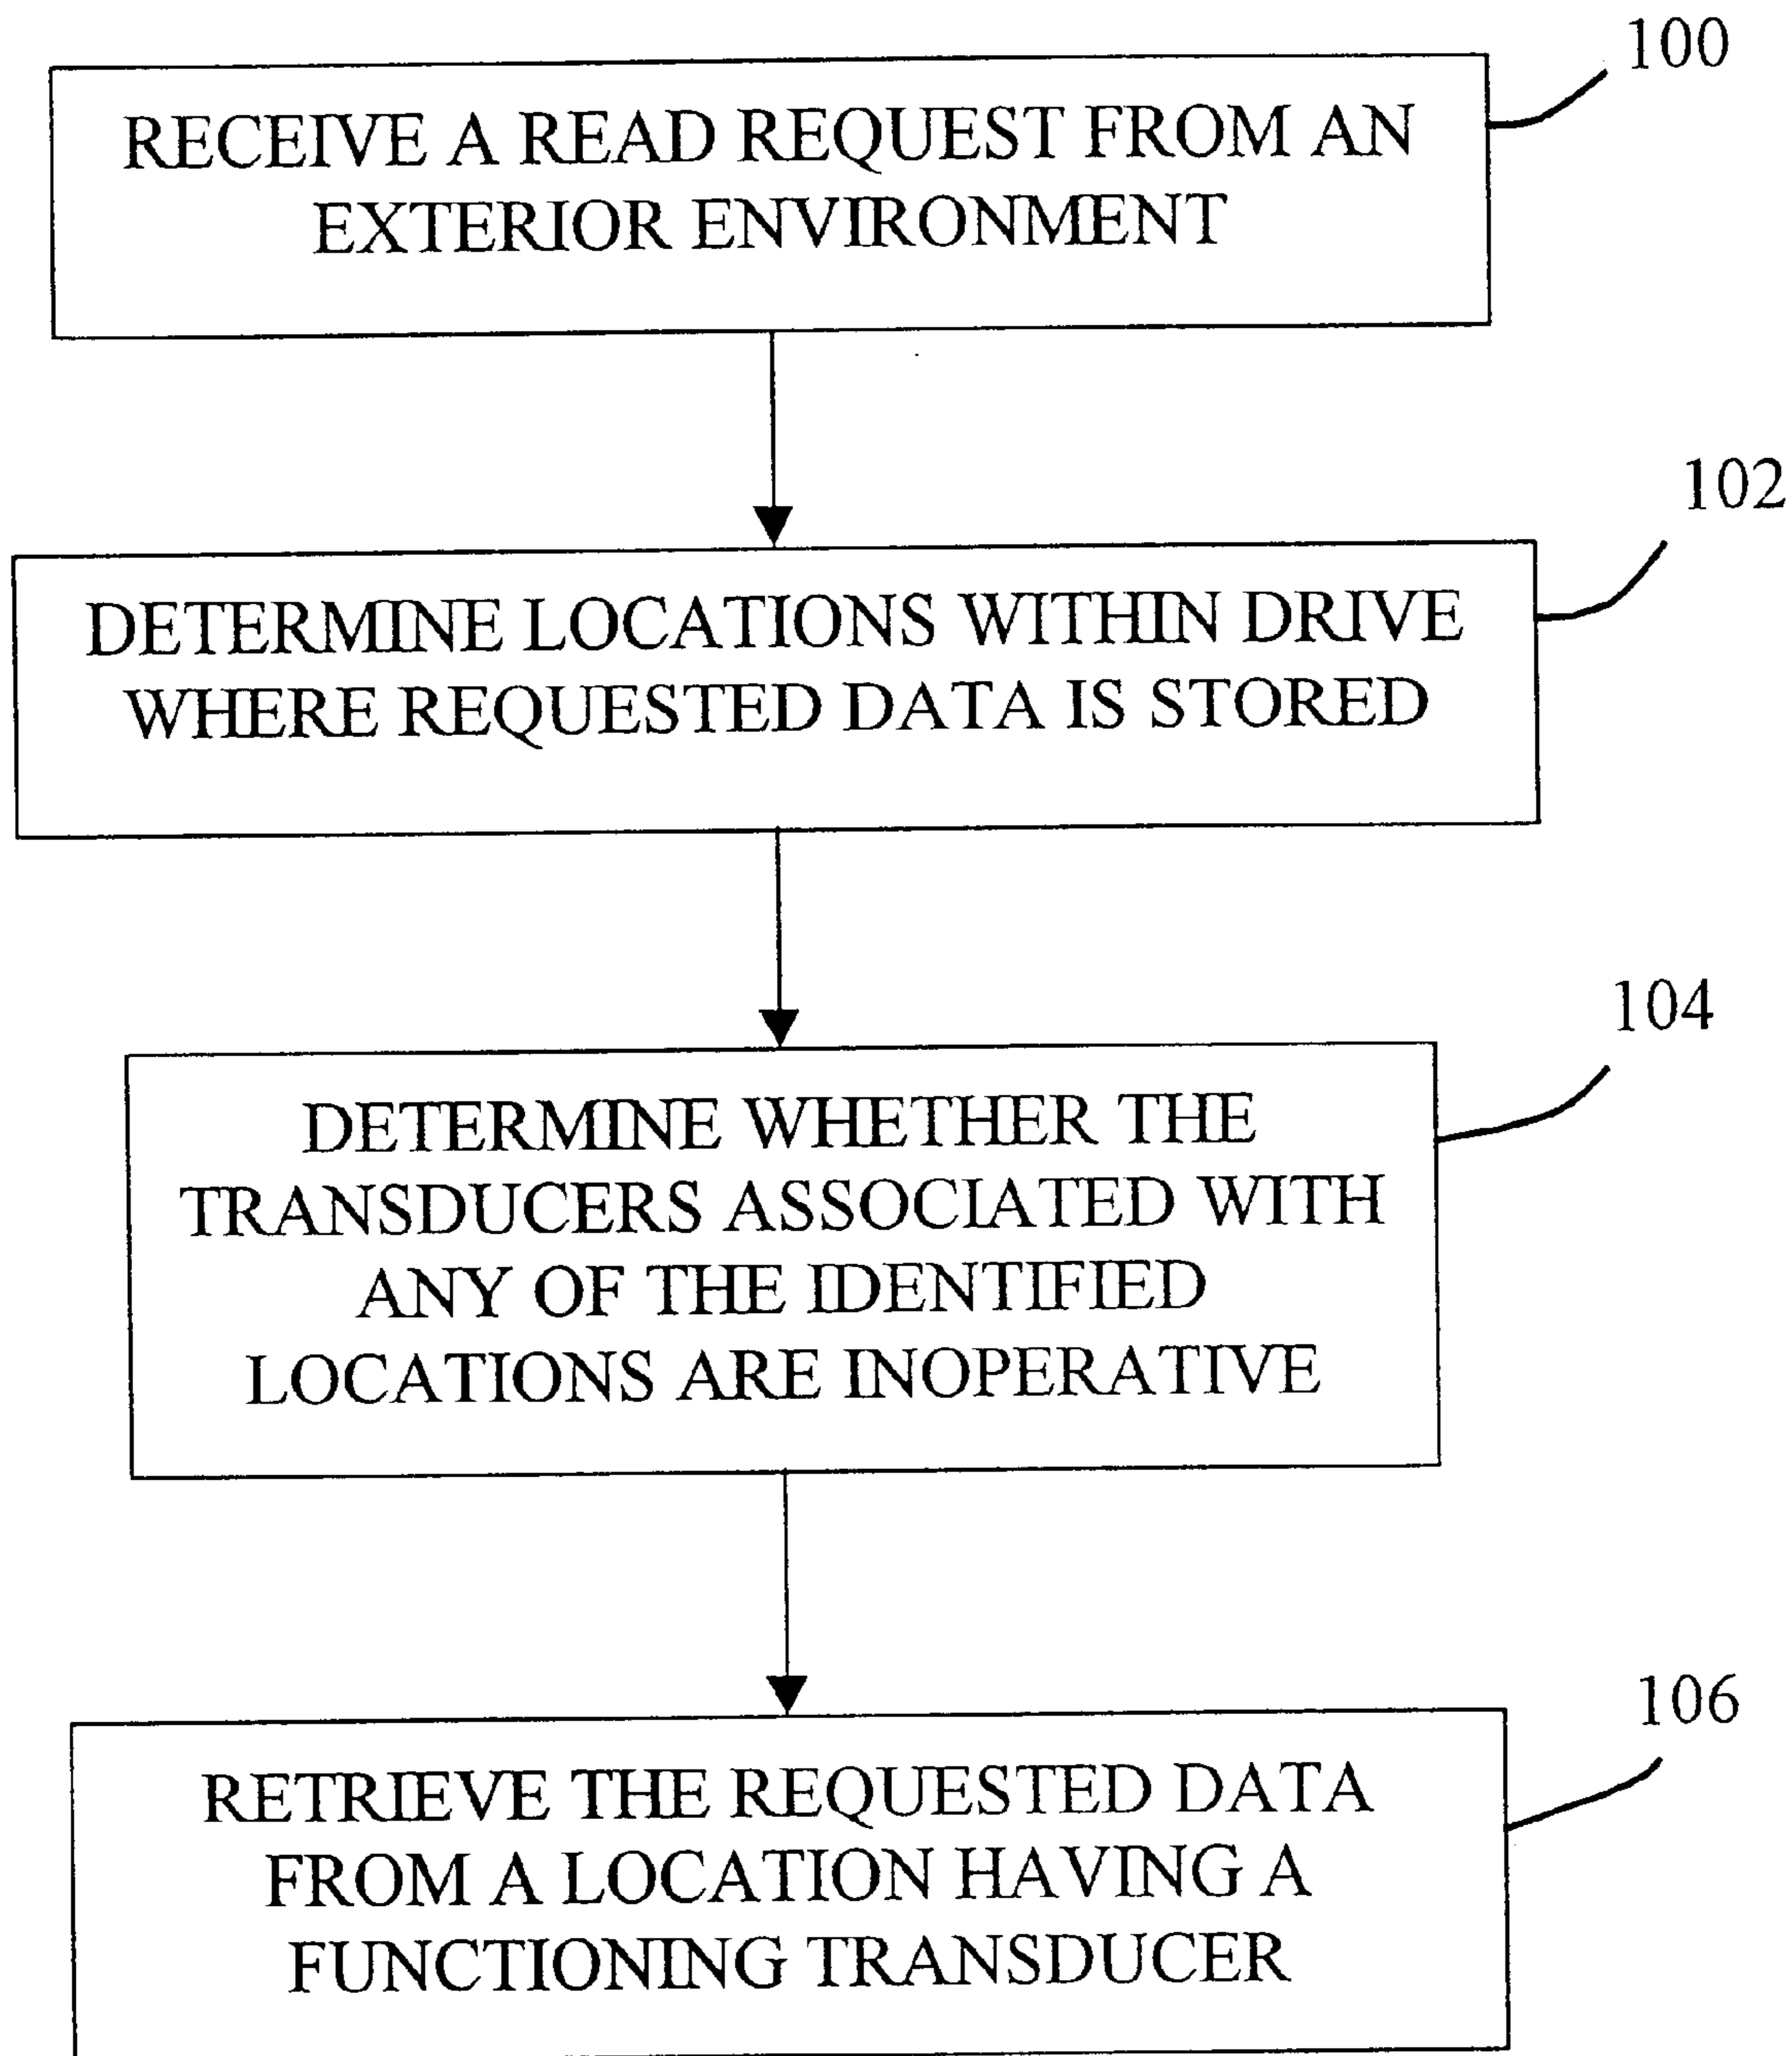 100
RECEIVE A READ REQUEST FROM AN
EXTERIOR ENVIRONMENT
102
DETERMINE LOCATIONS WITHIN DRIVE
WHERE REQUESTED DATA IS STORED
104
DETERMINE WHETHER THE
TRANSDUCERS ASSOCIATED WITH
ANY OF THE IDENTIFIED
LOCATIONS ARE INOPERATIVE
106
RETRIEVE THE REQUESTED DATA
FROM A LOCATION HAVING A
FUNCTIONING TRANSDUCER